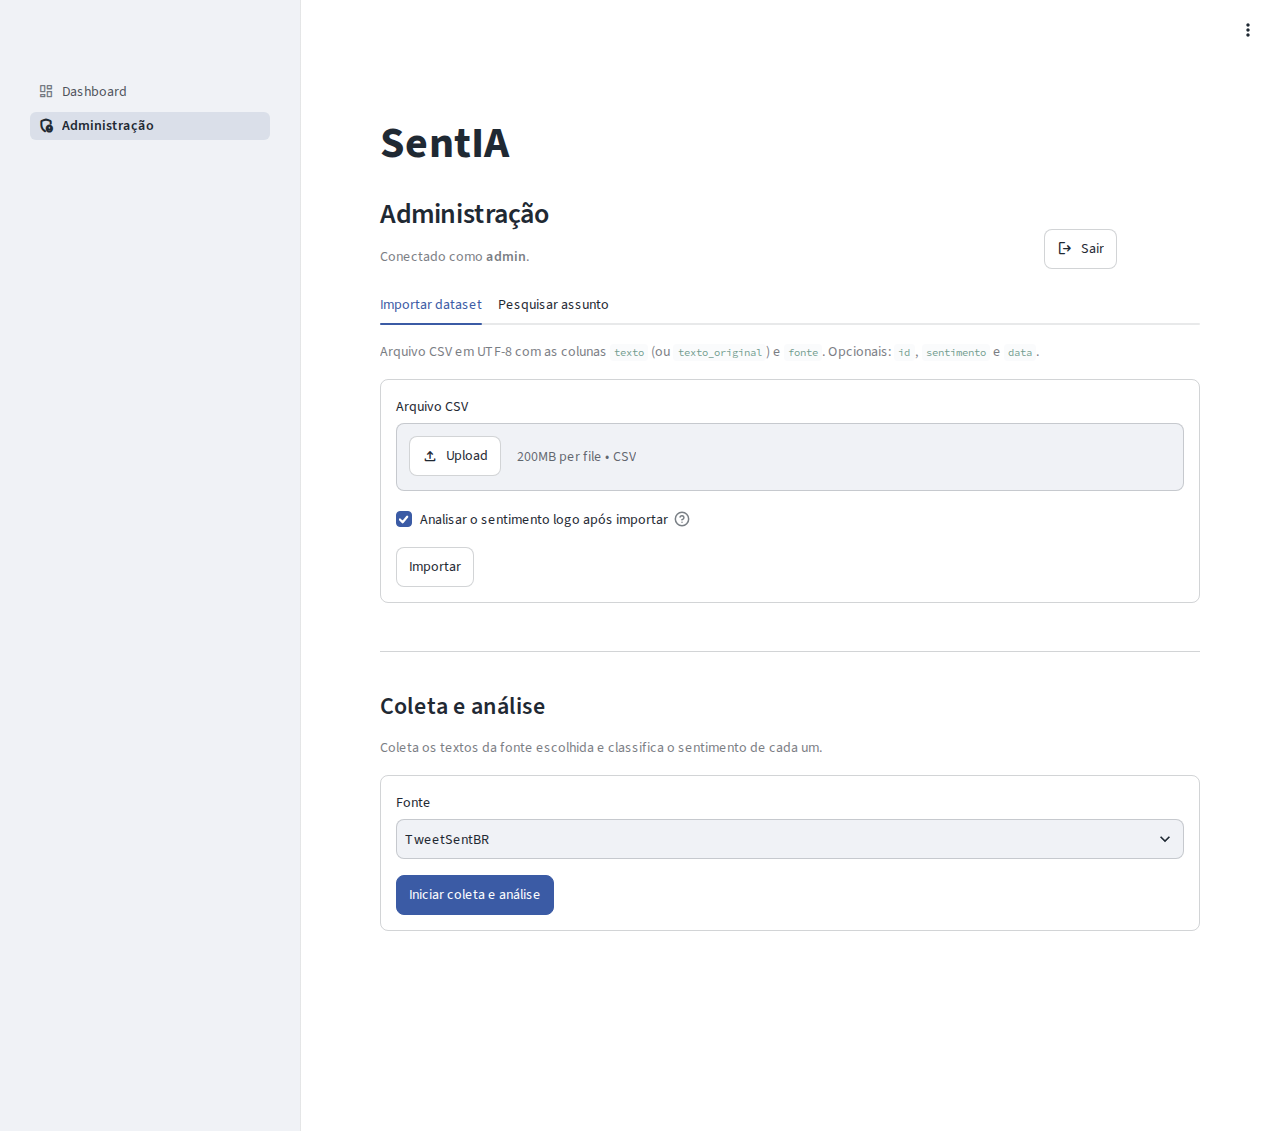 Dashboard
Administração
SentIA
Administração
Conectado como admin.
Sair
Importar dataset
Pesquisar assunto
Arquivo CSV em UTF-8 com as colunas texto (ou texto_original) e fonte. Opcionais: id, sentimento e data.
Arquivo CSV
Upload
200MB per file • CSV
Analisar o sentimento logo após importar
Importar
Coleta e análise
Coleta os textos da fonte escolhida e classifica o sentimento de cada um.
Fonte
TweetSentBR
Iniciar coleta e análise